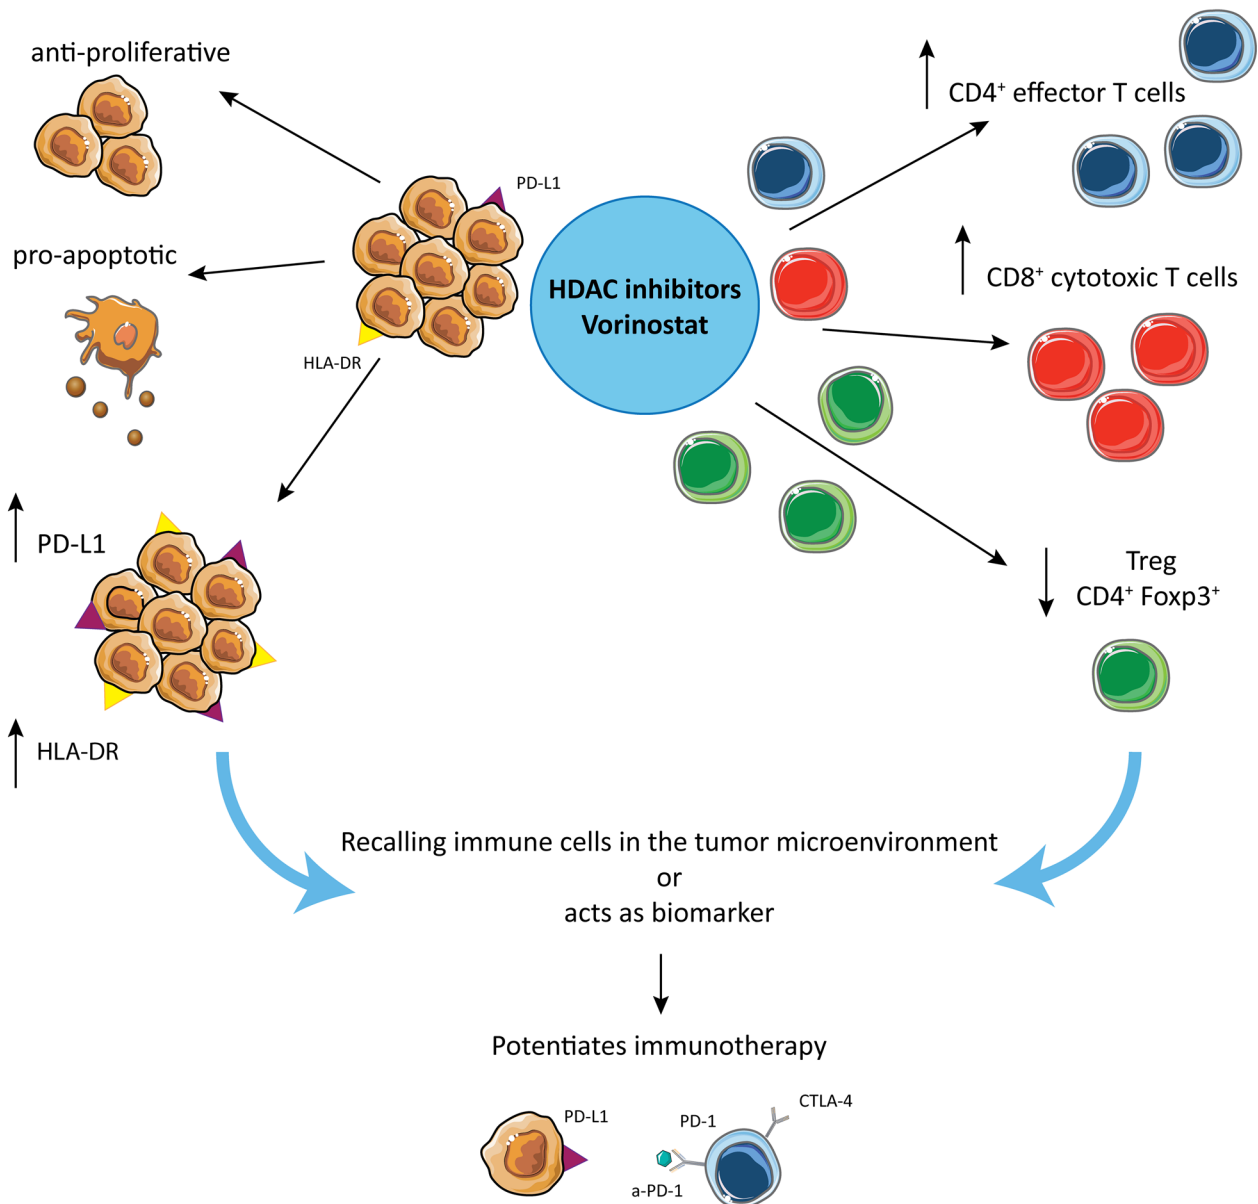 anti-proliferative
PD-L1
CD4⁺ effector T cells
pro-apoptotic
HDAC inhibitors
Vorinostat
CD8⁺ cytotoxic T cells
HLA-DR
PD-L1
Treg
CD4⁺ Foxp3⁺
HLA-DR
Recalling immune cells in the tumor microenvironment
or
acts as biomarker
Potentiates immunotherapy
PD-L1
PD-1
CTLA-4
a-PD-1